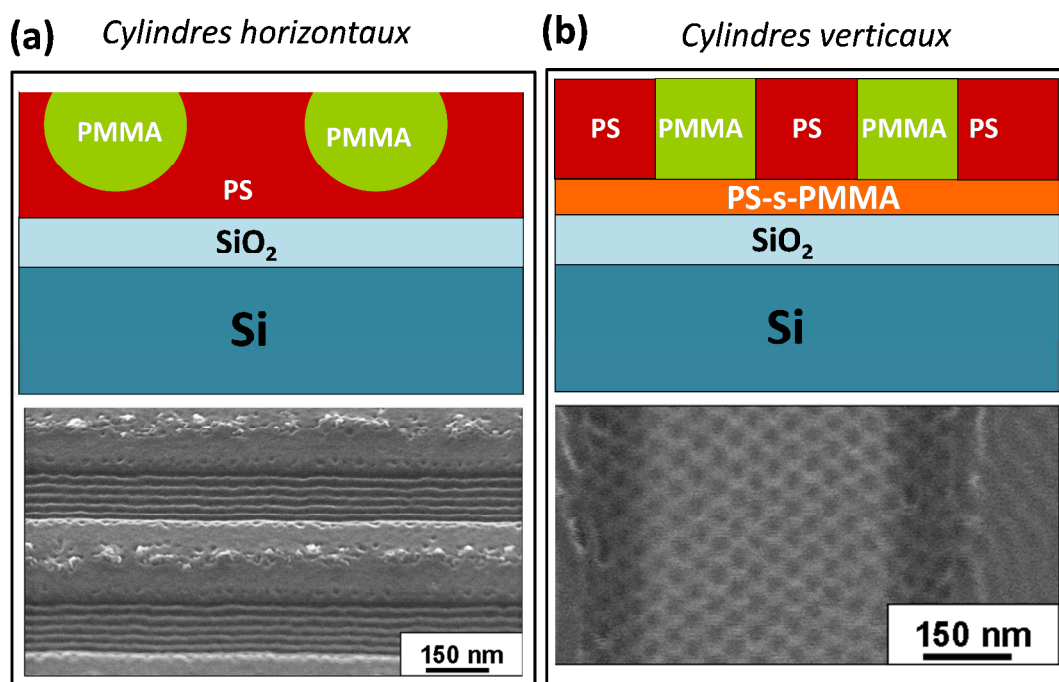 (a) Cylindres horizontaux
PMMA
PMMA
PS
SiO₂
Si
150 nm
(b) Cylindres verticaux
PS PMMA PS PMMA PS
PS-s-PMMA
SiO₂
Si
150 nm